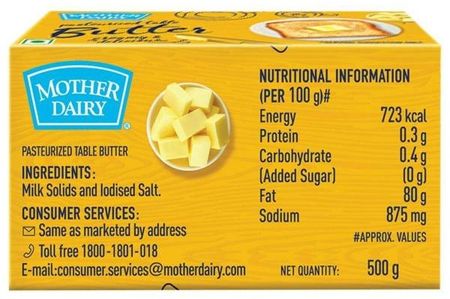 Pasteurized Table
Butter
MOTHER
DAIRY
®
PASTEURIZED TABLE BUTTER
INGREDIENTS:
Milk Solids and Iodised Salt.
CONSUMER SERVICES:
Same as marketed by address
Toll free 1800-1801-018
E-mail:consumer.services@motherdairy.com
NUTRITIONAL INFORMATION
(PER 100 g)#
Energy 723 kcal
Protein 0.3 g
Carbohydrate 0.4 g
(Added Sugar) (0 g)
Fat 80 g
Sodium 875 mg
#APPROX. VALUES
NET QUANTITY: 500 g